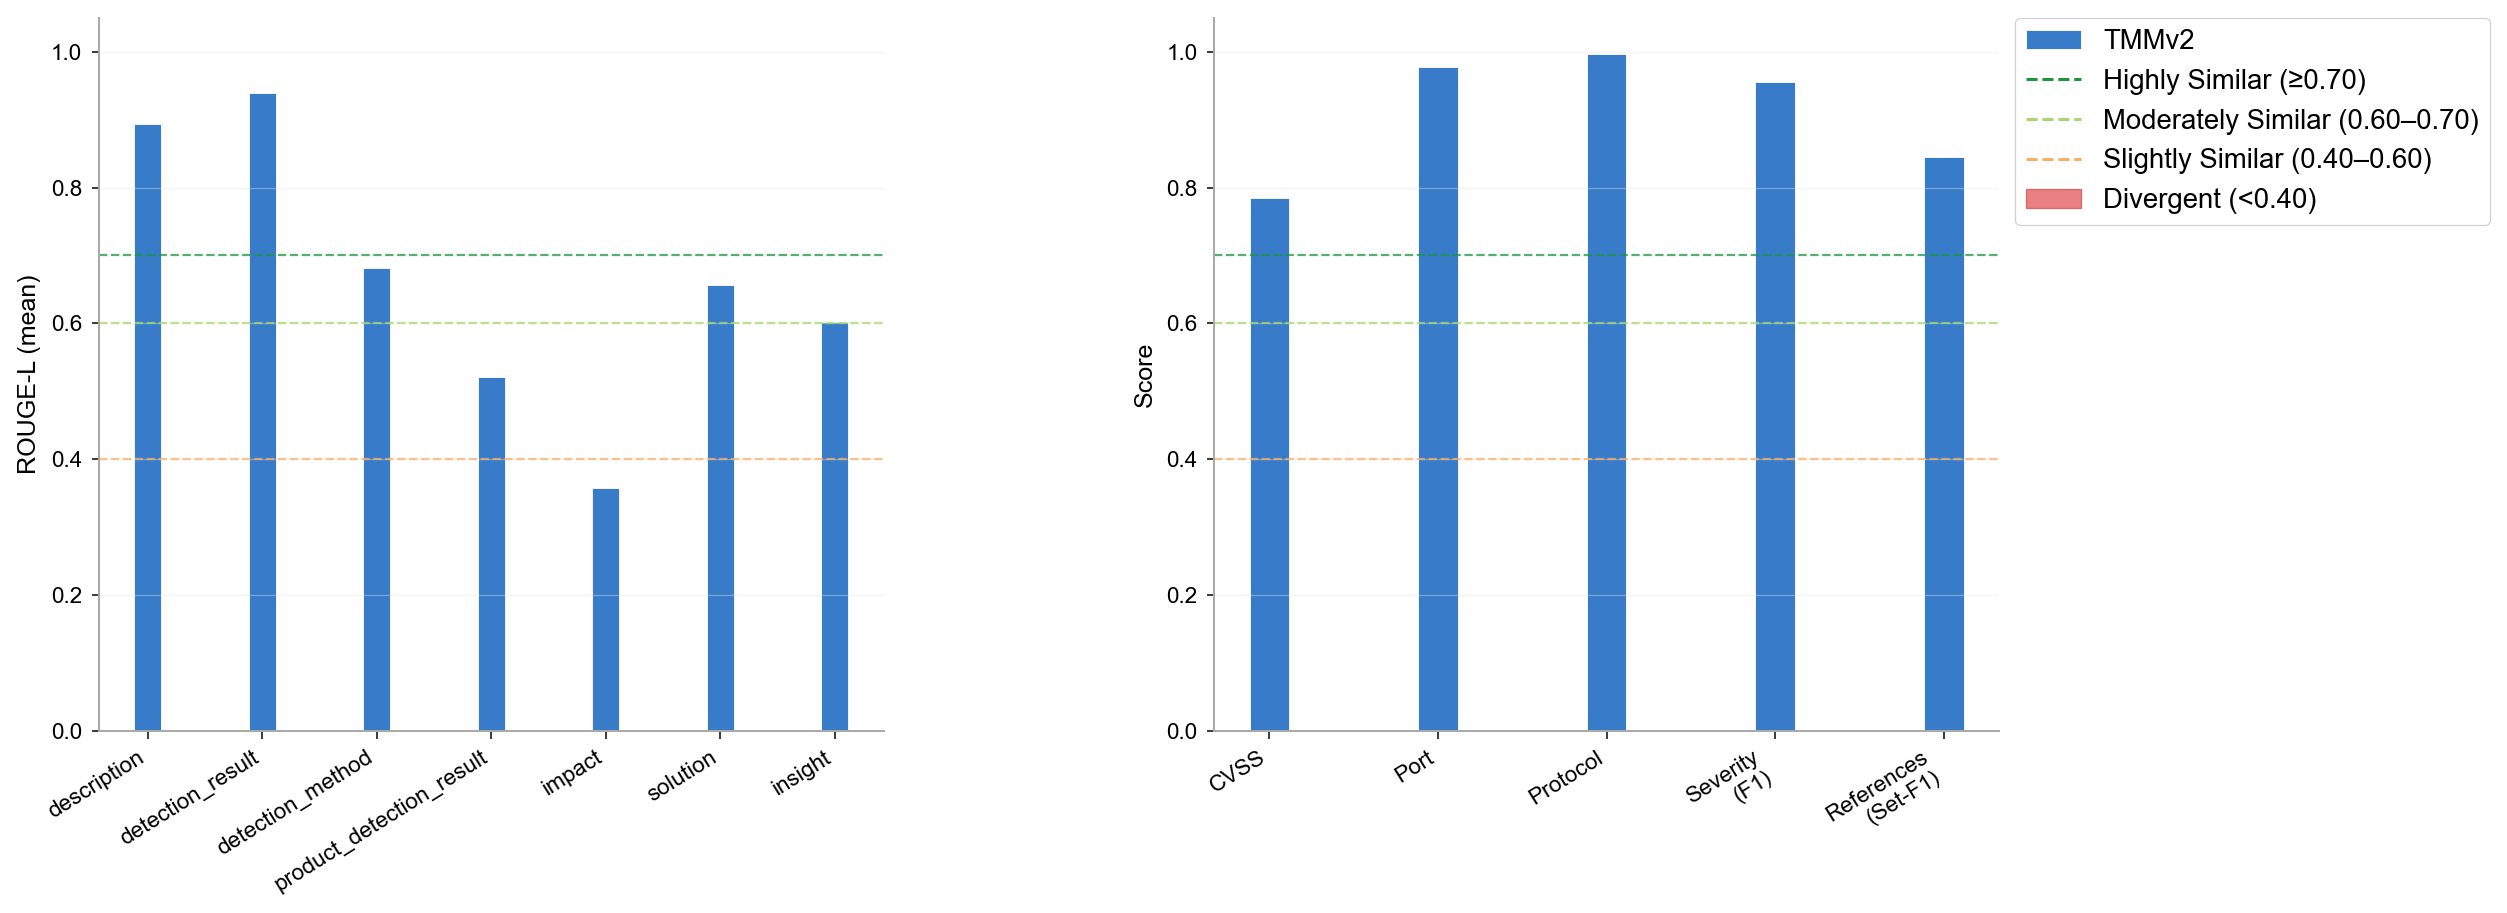 ROUGE-L (mean)
1.0
0.8
0.6
0.4
0.2
0.0
description
detection_result
detection_method
product_detection_result
impact
solution
insight
Score
1.0
0.8
0.6
0.4
0.2
0.0
CVSS
Port
Protocol
Severity
(F1)
References
(Set-F1)
TMMv2
Highly Similar (≥0.70)
Moderately Similar (0.60–0.70)
Slightly Similar (0.40–0.60)
Divergent (<0.40)